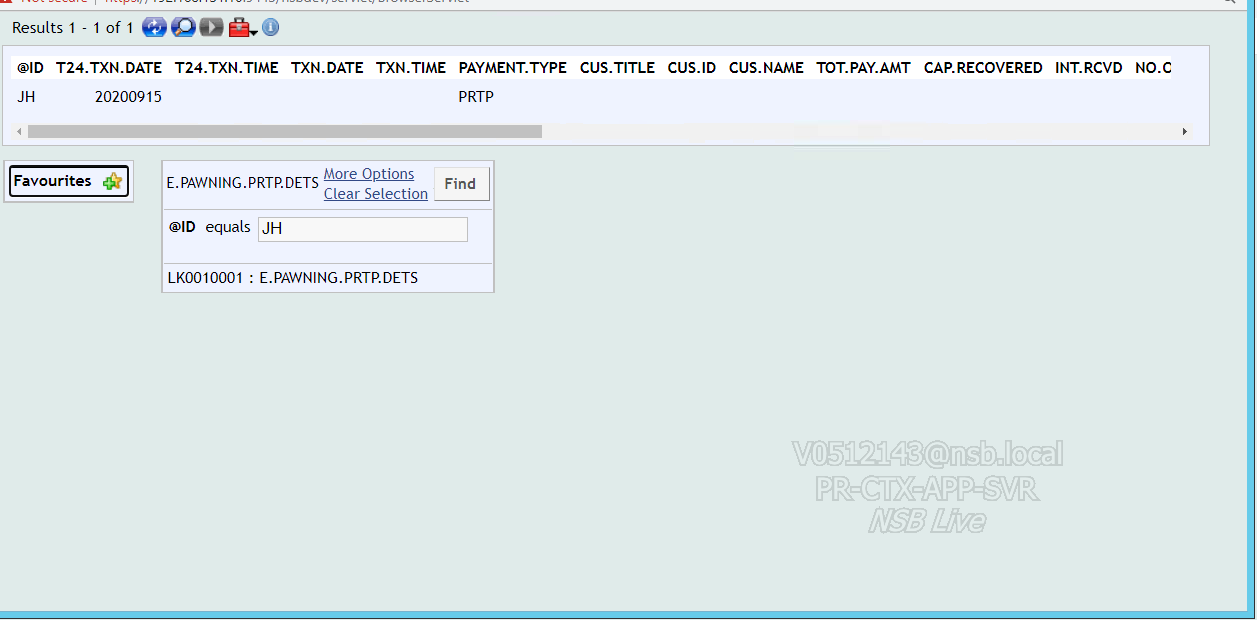 Results 1 - 1 of 1
@ID T24.TXN.DATE T24.TXN.TIME TXN.DATE TXN.TIME PAYMENT.TYPE CUS.TITLE CUS.ID CUS.NAME TOT.PAY.AMT CAP.RECOVERED INT.RCVD NO.O
JH 20200915 PRTP
Favourites
E.PAWNING.PRTP.DETS More Options Find
Clear Selection
@ID equals JH
LK0010001 : E.PAWNING.PRTP.DETS
V0512143@nsb.local
PR-CTX-APP-SVR
NSB Live